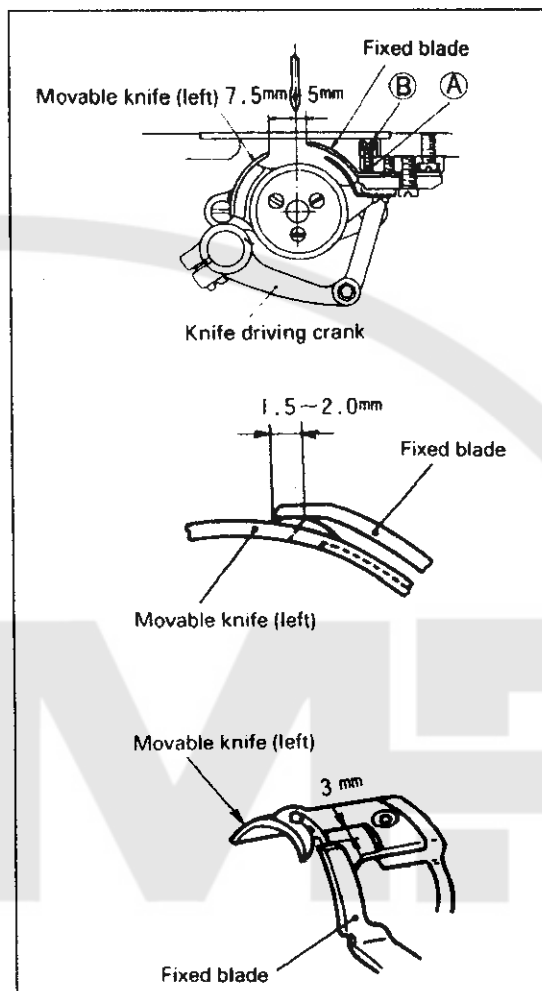 Fixed blade
Movable knife (left) 7.5mm 5mm Ⓑ Ⓐ
Knife driving crank
1.5~2.0mm
Fixed blade
Movable knife (left)
Movable knife (left)
3 mm
Fixed blade